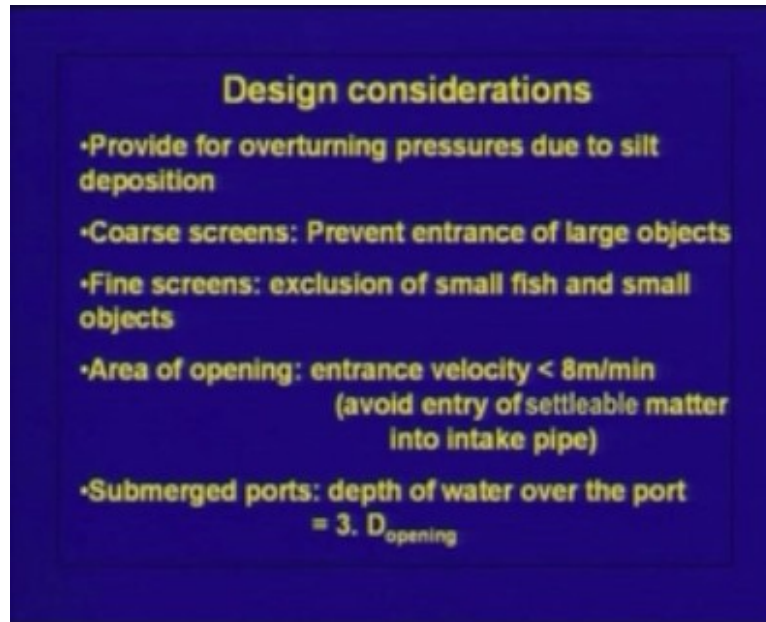 Design considerations
•Provide for overturning pressures due to silt
deposition
•Coarse screens: Prevent entrance of large objects
•Fine screens: exclusion of small fish and small
objects
•Area of opening: entrance velocity < 8m/min
(avoid entry of settleable matter
into intake pipe)
•Submerged ports: depth of water over the port
= 3. Dopening